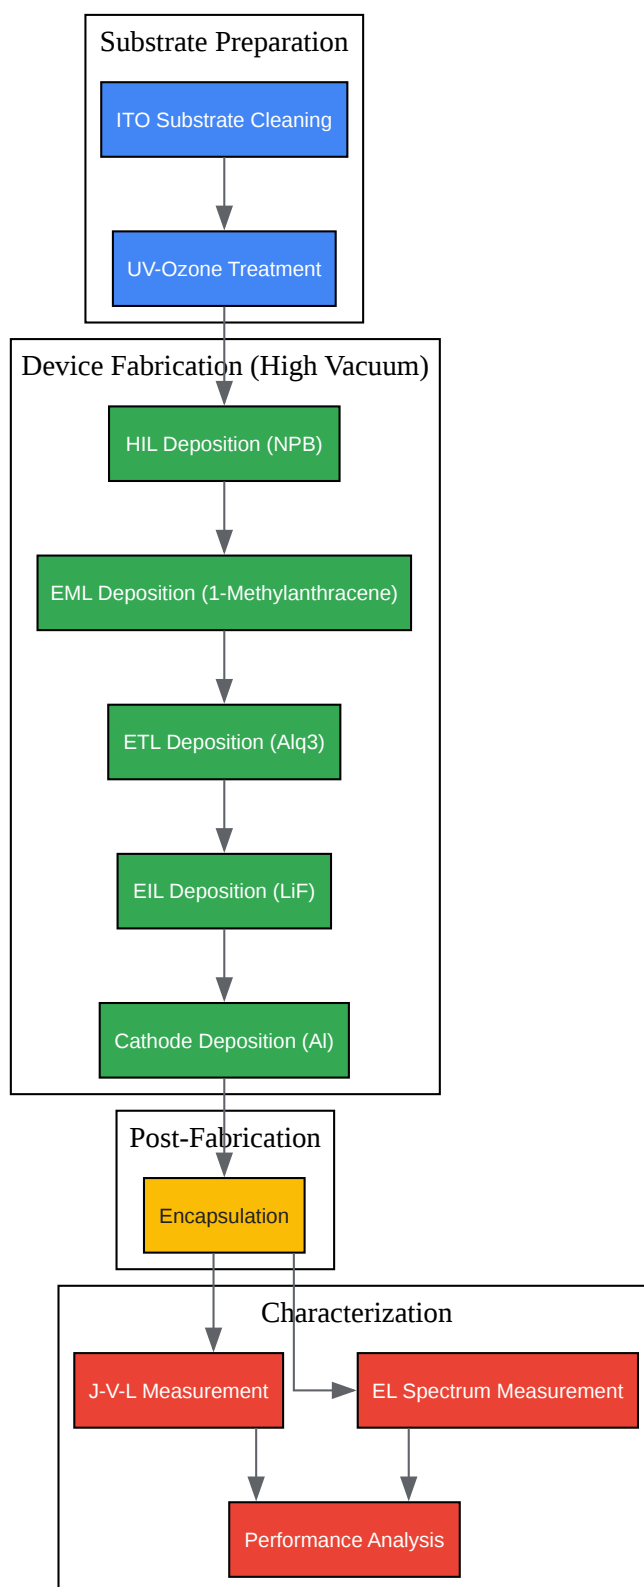 Substrate Preparation
ITO Substrate Cleaning
UV-Ozone Treatment
Device Fabrication (High Vacuum)
HIL Deposition (NPB)
EML Deposition (1-Methylanthracene)
ETL Deposition (Alq3)
EIL Deposition (LiF)
Cathode Deposition (Al)
Post-Fabrication
Encapsulation
Characterization
J-V-L Measurement
EL Spectrum Measurement
Performance Analysis